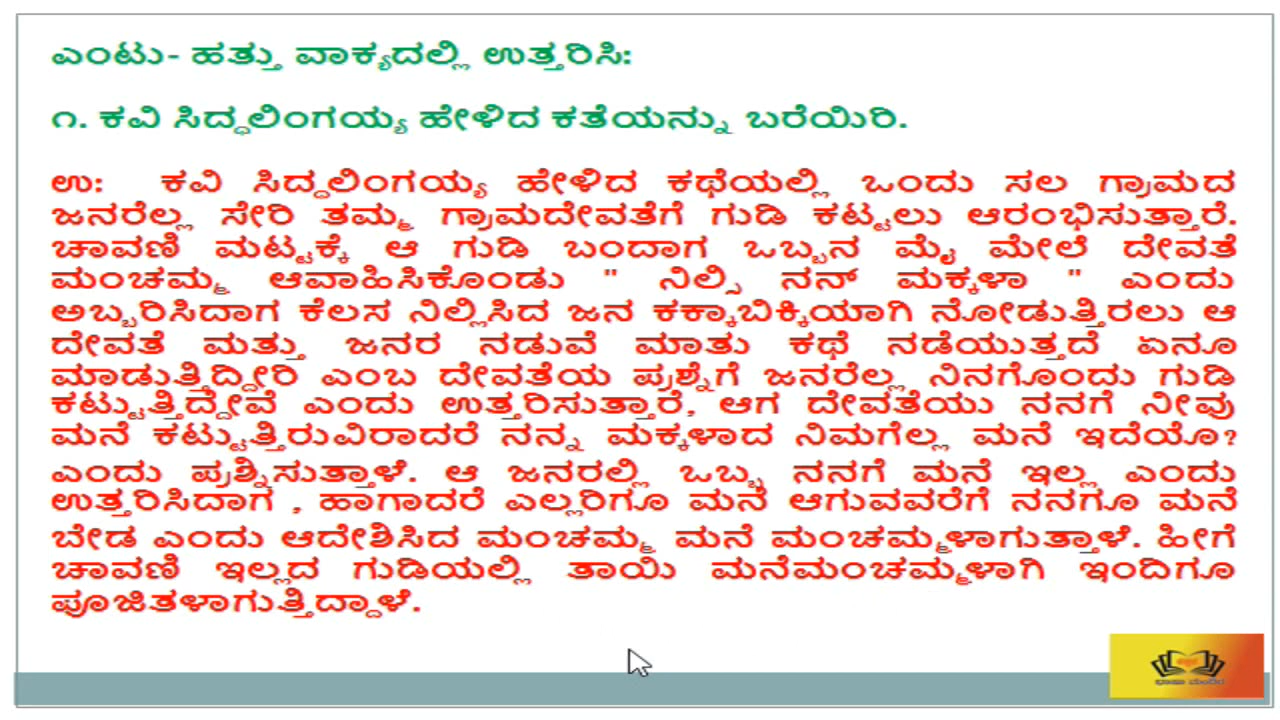 ಎಂಟು- ಹತ್ತು ವಾಕ್ಯದಲ್ಲಿ ಉತ್ತರಿಸಿ:
೧. ಕವಿ ಸಿದ್ಧಲಿಂಗಯ್ಯ ಹೇಳಿದ ಕತೆಯನ್ನು ಬರೆಯಿರಿ.
ಉ: ಕವಿ ಸಿದ್ದಲಿಂಗಯ್ಯ ಹೇಳಿದ ಕಥೆಯಲ್ಲಿ ಒಂದು ಸಲ ಗ್ರಾಮದ
ಜನರೆಲ್ಲ ಸೇರಿ ತಮ್ಮ ಗ್ರಾಮದೇವತೆಗೆ ಗುಡಿ ಕಟ್ಟಲು ಆರಂಭಿಸುತ್ತಾರೆ.
ಚಾವಣಿ ಮಟ್ಟಕ್ಕೆ ಆ ಗುಡಿ ಬಂದಾಗ ಒಬ್ಬನ ಮೈ ಮೇಲೆ ದೇವತೆ
ಮಂಚಮ್ಮ ಆವಾಹಿಸಿಕೊಂಡು " ನಿಲ್ಸಿ ನನ್ ಮಕ್ಕಳಾ " ಎಂದು
ಅಬ್ಬರಿಸಿದಾಗ ಕೆಲಸ ನಿಲ್ಲಿಸಿದ ಜನ ಕಕ್ಕಾಬಿಕ್ಕಿಯಾಗಿ ನೋಡುತ್ತಿರಲು ಆ
ದೇವತೆ ಮತ್ತು ಜನರ ನಡುವೆ ಮಾತು ಕಥೆ ನಡೆಯುತ್ತದೆ ಏನೂ
ಮಾಡುತ್ತಿದ್ದೀರಿ ಎಂಬ ದೇವತೆಯ ಪ್ರಶ್ನೆಗೆ ಜನರೆಲ್ಲ ನಿನಗೊಂದು ಗುಡಿ
ಕಟ್ಟುತ್ತಿದ್ದೇವೆ ಎಂದು ಉತ್ತರಿಸುತ್ತಾರೆ, ಆಗ ದೇವತೆಯು ನನಗೆ ನೀವು
ಮನೆ ಕಟ್ಟುತ್ತಿರುವಿರಾದರೆ ನನ್ನ ಮಕ್ಕಳಾದ ನಿಮಗೆಲ್ಲ ಮನೆ ಇದೆಯೊ?
ಎಂದು ಪ್ರಶ್ನಿಸುತ್ತಾಳೆ. ಆ ಜನರಲ್ಲಿ ಒಬ್ಬ ನನಗೆ ಮನೆ ಇಲ್ಲ ಎಂದು
ಉತ್ತರಿಸಿದಾಗ , ಹಾಗಾದರೆ ಎಲ್ಲರಿಗೂ ಮನೆ ಆಗುವವರೆಗೆ ನನಗೂ ಮನೆ
ಬೇಡ ಎಂದು ಆದೇಶಿಸಿದ ಮಂಚಮ್ಮ ಮನೆ ಮಂಚಮ್ಮಳಾಗುತ್ತಾಳೆ. ಹೀಗೆ
ಚಾವಣಿ ಇಲ್ಲದ ಗುಡಿಯಲ್ಲಿ ತಾಯಿ ಮನೆಮಂಚಮ್ಮಳಾಗಿ ಇಂದಿಗೂ
ಪೂಜಿತಳಾಗುತ್ತಿದ್ದಾಳೆ.